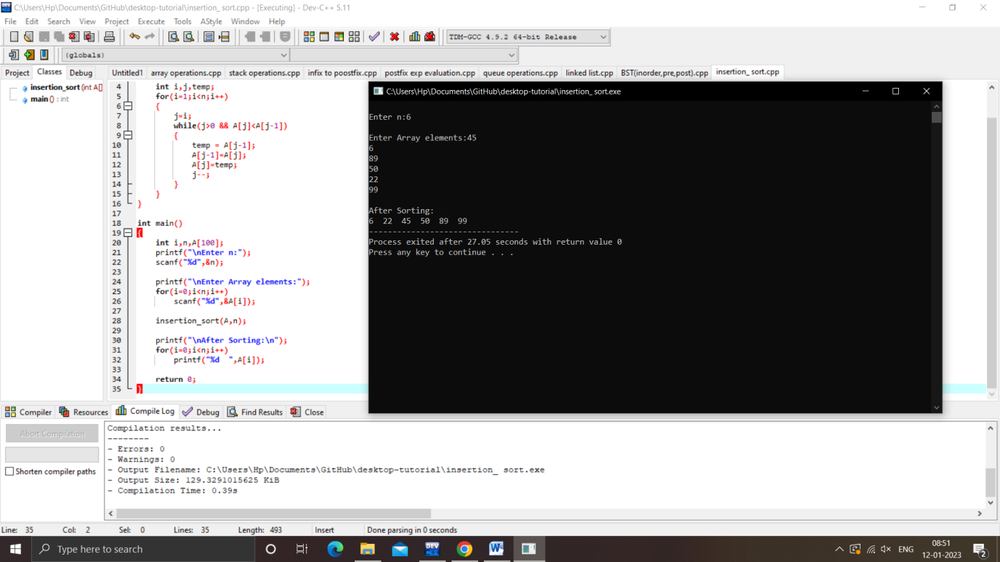 C:\Users\Hp\Documents\GitHub\desktop-tutorial\insertion_ sort.cpp - [Executing] - Dev-C++ 5.11
File Edit Search View Project Execute Tools AStyle Window Help
TDM-GCC 4.9.2 64-bit Release
(globals)
Project Classes Debug
insertion_sort (int A[]
main () : int
Untitled1 array operations.cpp stack operations.cpp infix to poostfix.cpp postfix exp evaluation.cpp queue operations.cpp linked list.cpp BST(inorder,pre,post).cpp insertion_ sort.cpp
4 int i,j,temp;
5 for(i=1;i<n;i++)
6 {
7 j=i;
8 while(j>0 && A[j]<A[j-1])
9 {
10 temp = A[j-1];
11 A[j-1]=A[j];
12 A[j]=temp;
13 j--;
14 }
15 }
16 }
17
18 int main()
19 {
20 int i,n,A[100];
21 printf("\nEnter n:");
22 scanf("%d",&n);
23
24 printf("\nEnter Array elements:");
25 for(i=0;i<n;i++)
26 scanf("%d",&A[i]);
27
28 insertion_sort(A,n);
29
30 printf("\nAfter Sorting:\n");
31 for(i=0;i<n;i++)
32 printf("%d  ",A[i]);
33
34 return 0;
35 }
C:\Users\Hp\Documents\GitHub\desktop-tutorial\insertion_ sort.exe
Enter n:6
Enter Array elements:45
6
89
50
22
99
After Sorting:
6  22  45  50  89  99
--------------------------------
Process exited after 27.05 seconds with return value 0
Press any key to continue . . .
Compiler Resources Compile Log Debug Find Results Close
Abort Compilation
Shorten compiler paths
Compilation results...
--------
- Errors: 0
- Warnings: 0
- Output Filename: C:\Users\Hp\Documents\GitHub\desktop-tutorial\insertion_ sort.exe
- Output Size: 129.3291015625 KiB
- Compilation Time: 0.39s
Line: 35 Col: 2 Sel: 0 Lines: 35 Length: 493 Insert Done parsing in 0 seconds
Type here to search
DEV
C++
W
ENG
08:51
12-01-2023
2